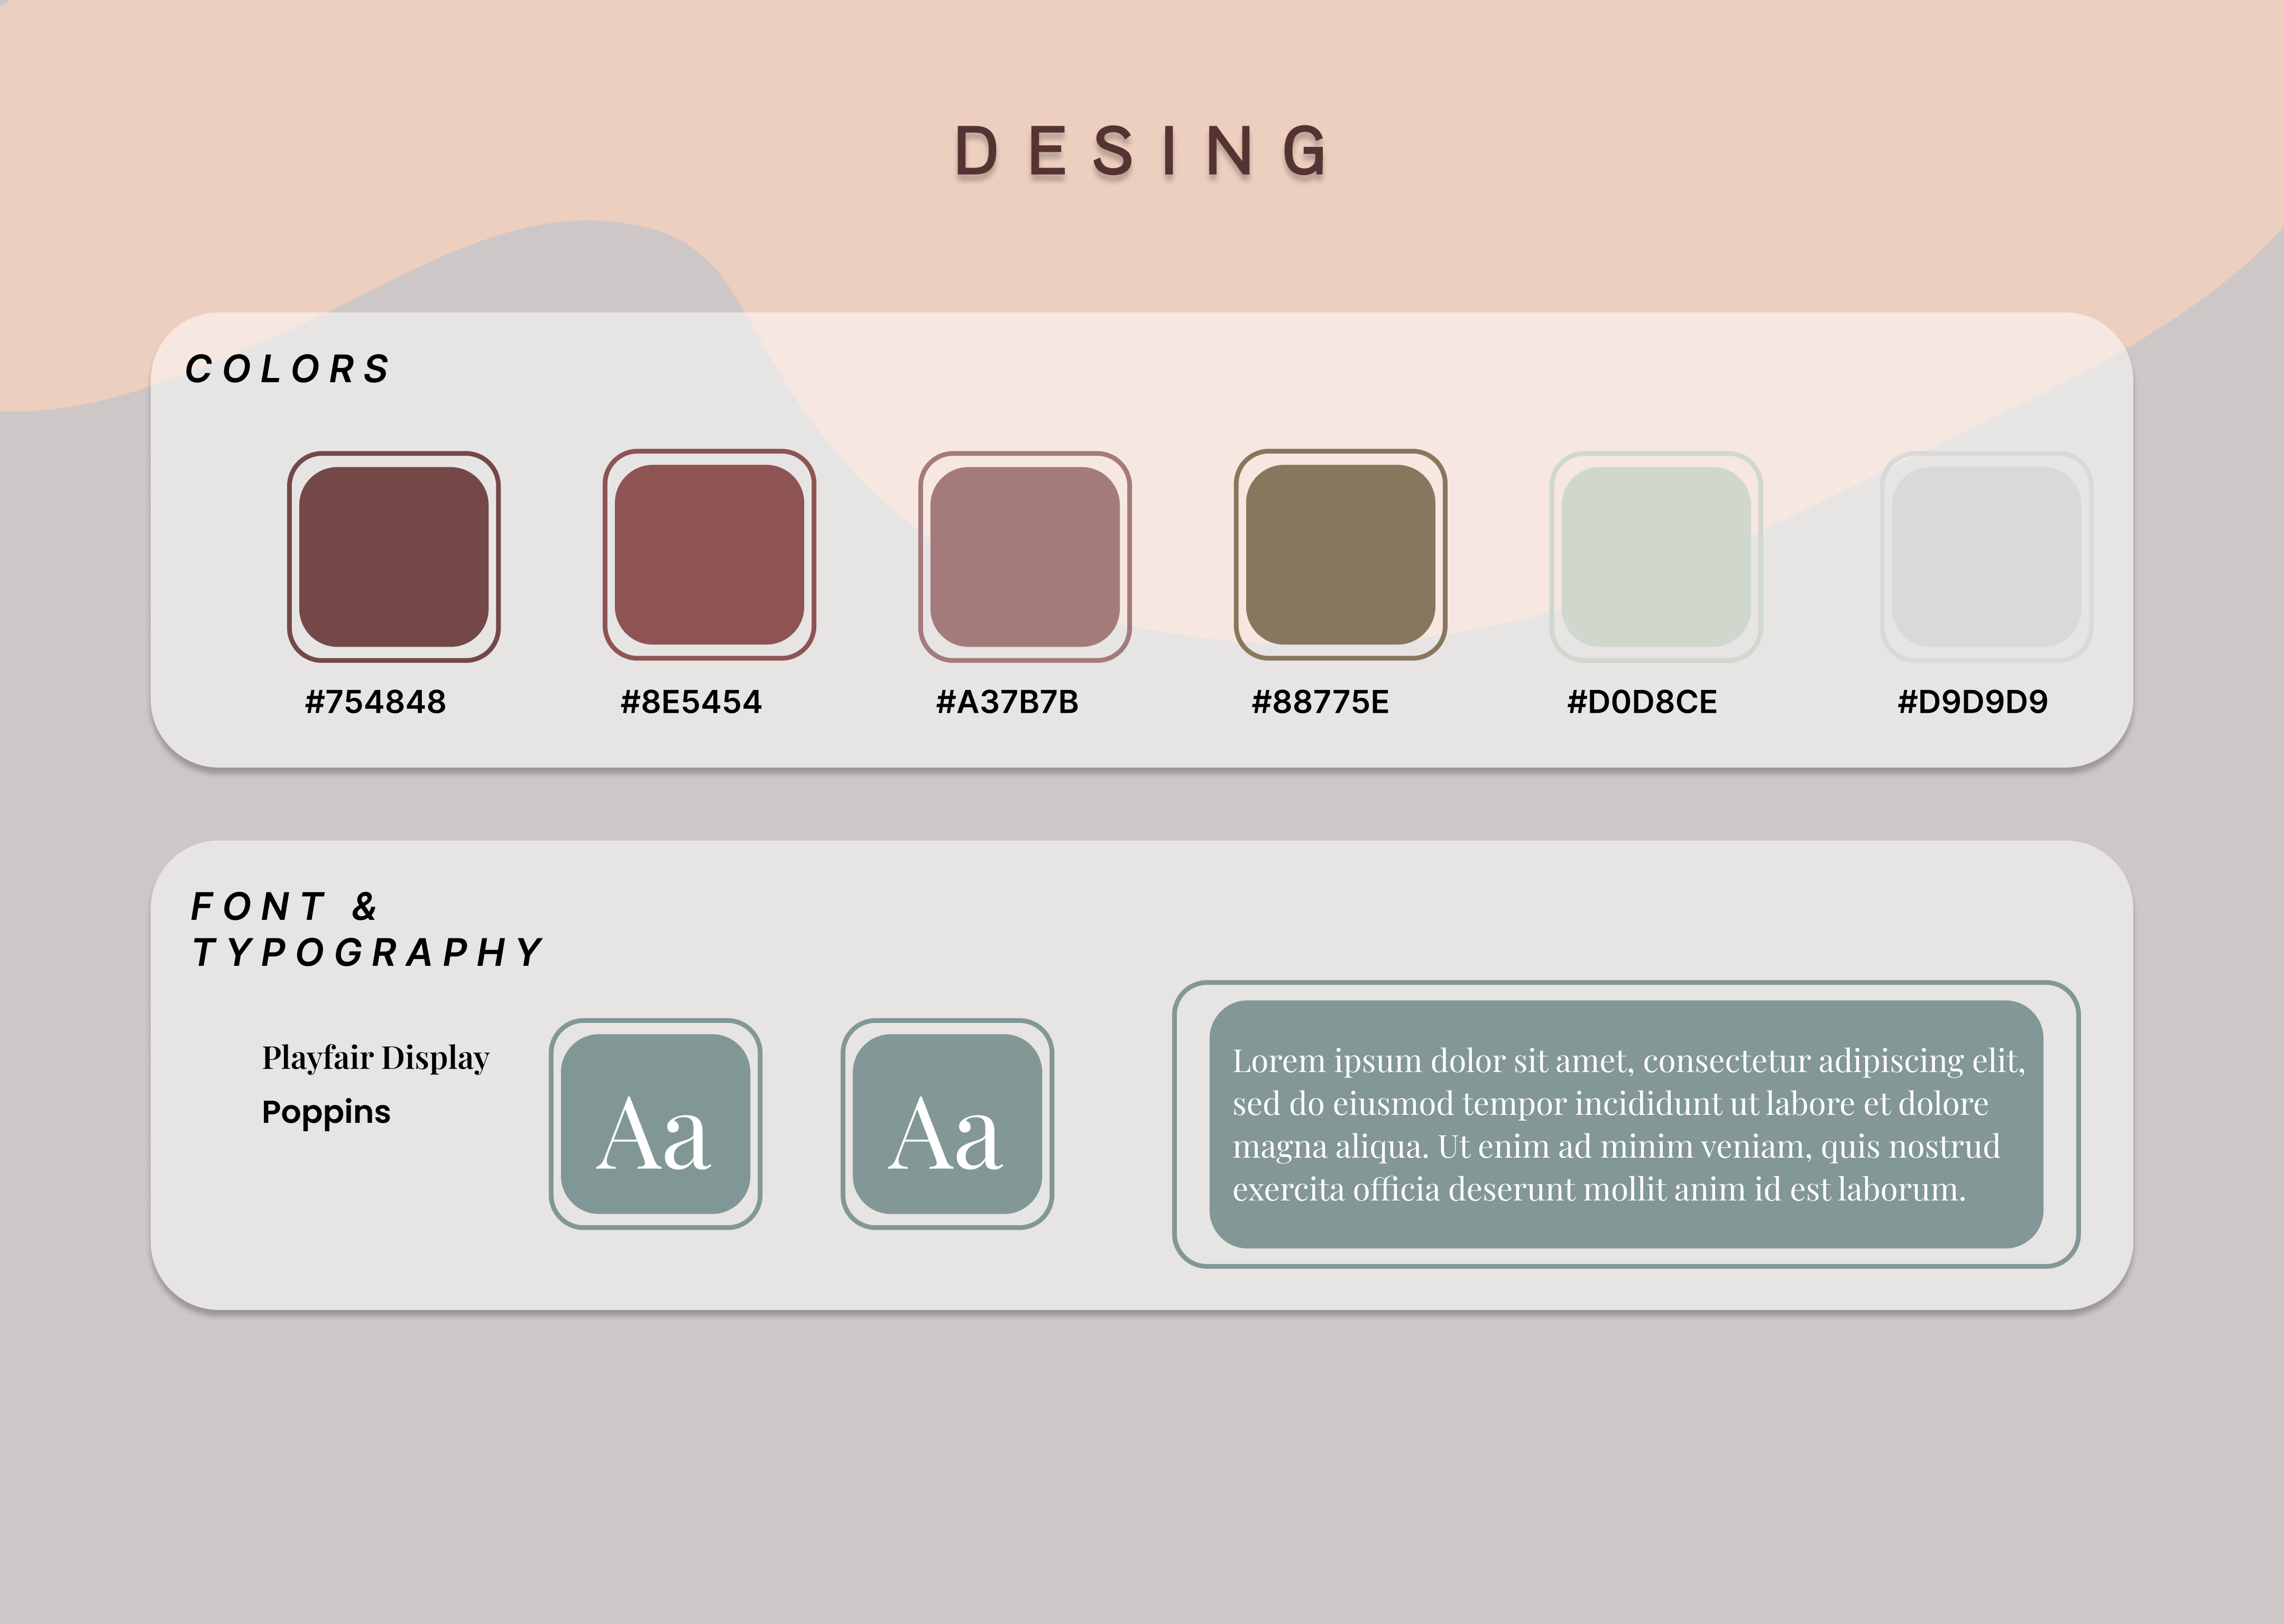 DESING
COLORS
#754848
#8E5454
#A37B7B
#88775E
#D0D8CE
#D9D9D9
FONT &
TYPOGRAPHY
Playfair Display
Poppins
Aa
Aa
Lorem ipsum dolor sit amet, consectetur adipiscing elit,
sed do eiusmod tempor incididunt ut labore et dolore
magna aliqua. Ut enim ad minim veniam, quis nostrud
exercita officia deserunt mollit anim id est laborum.